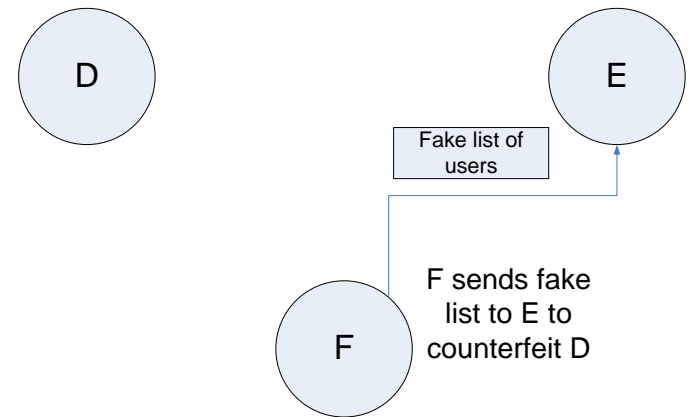 D
E
Fake list of
users
F sends fake
list to E to
counterfeit D
F